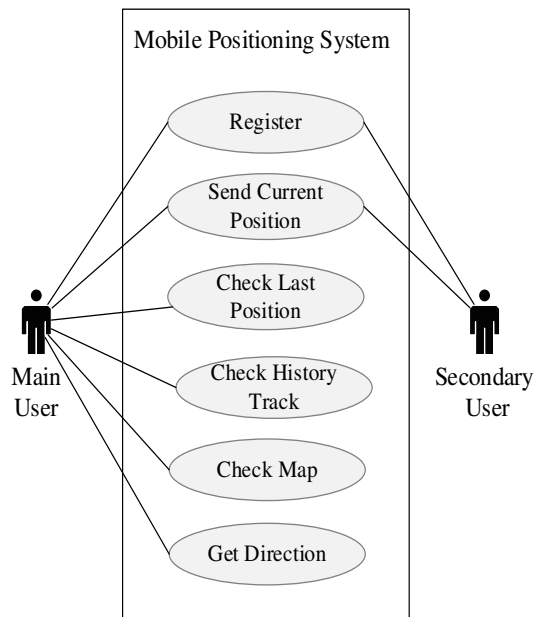 Mobile Positioning System
Register
Send Current
Position
Check Last
Position
Check History
Track
Check Map
Get Direction
Main
User
Secondary
User